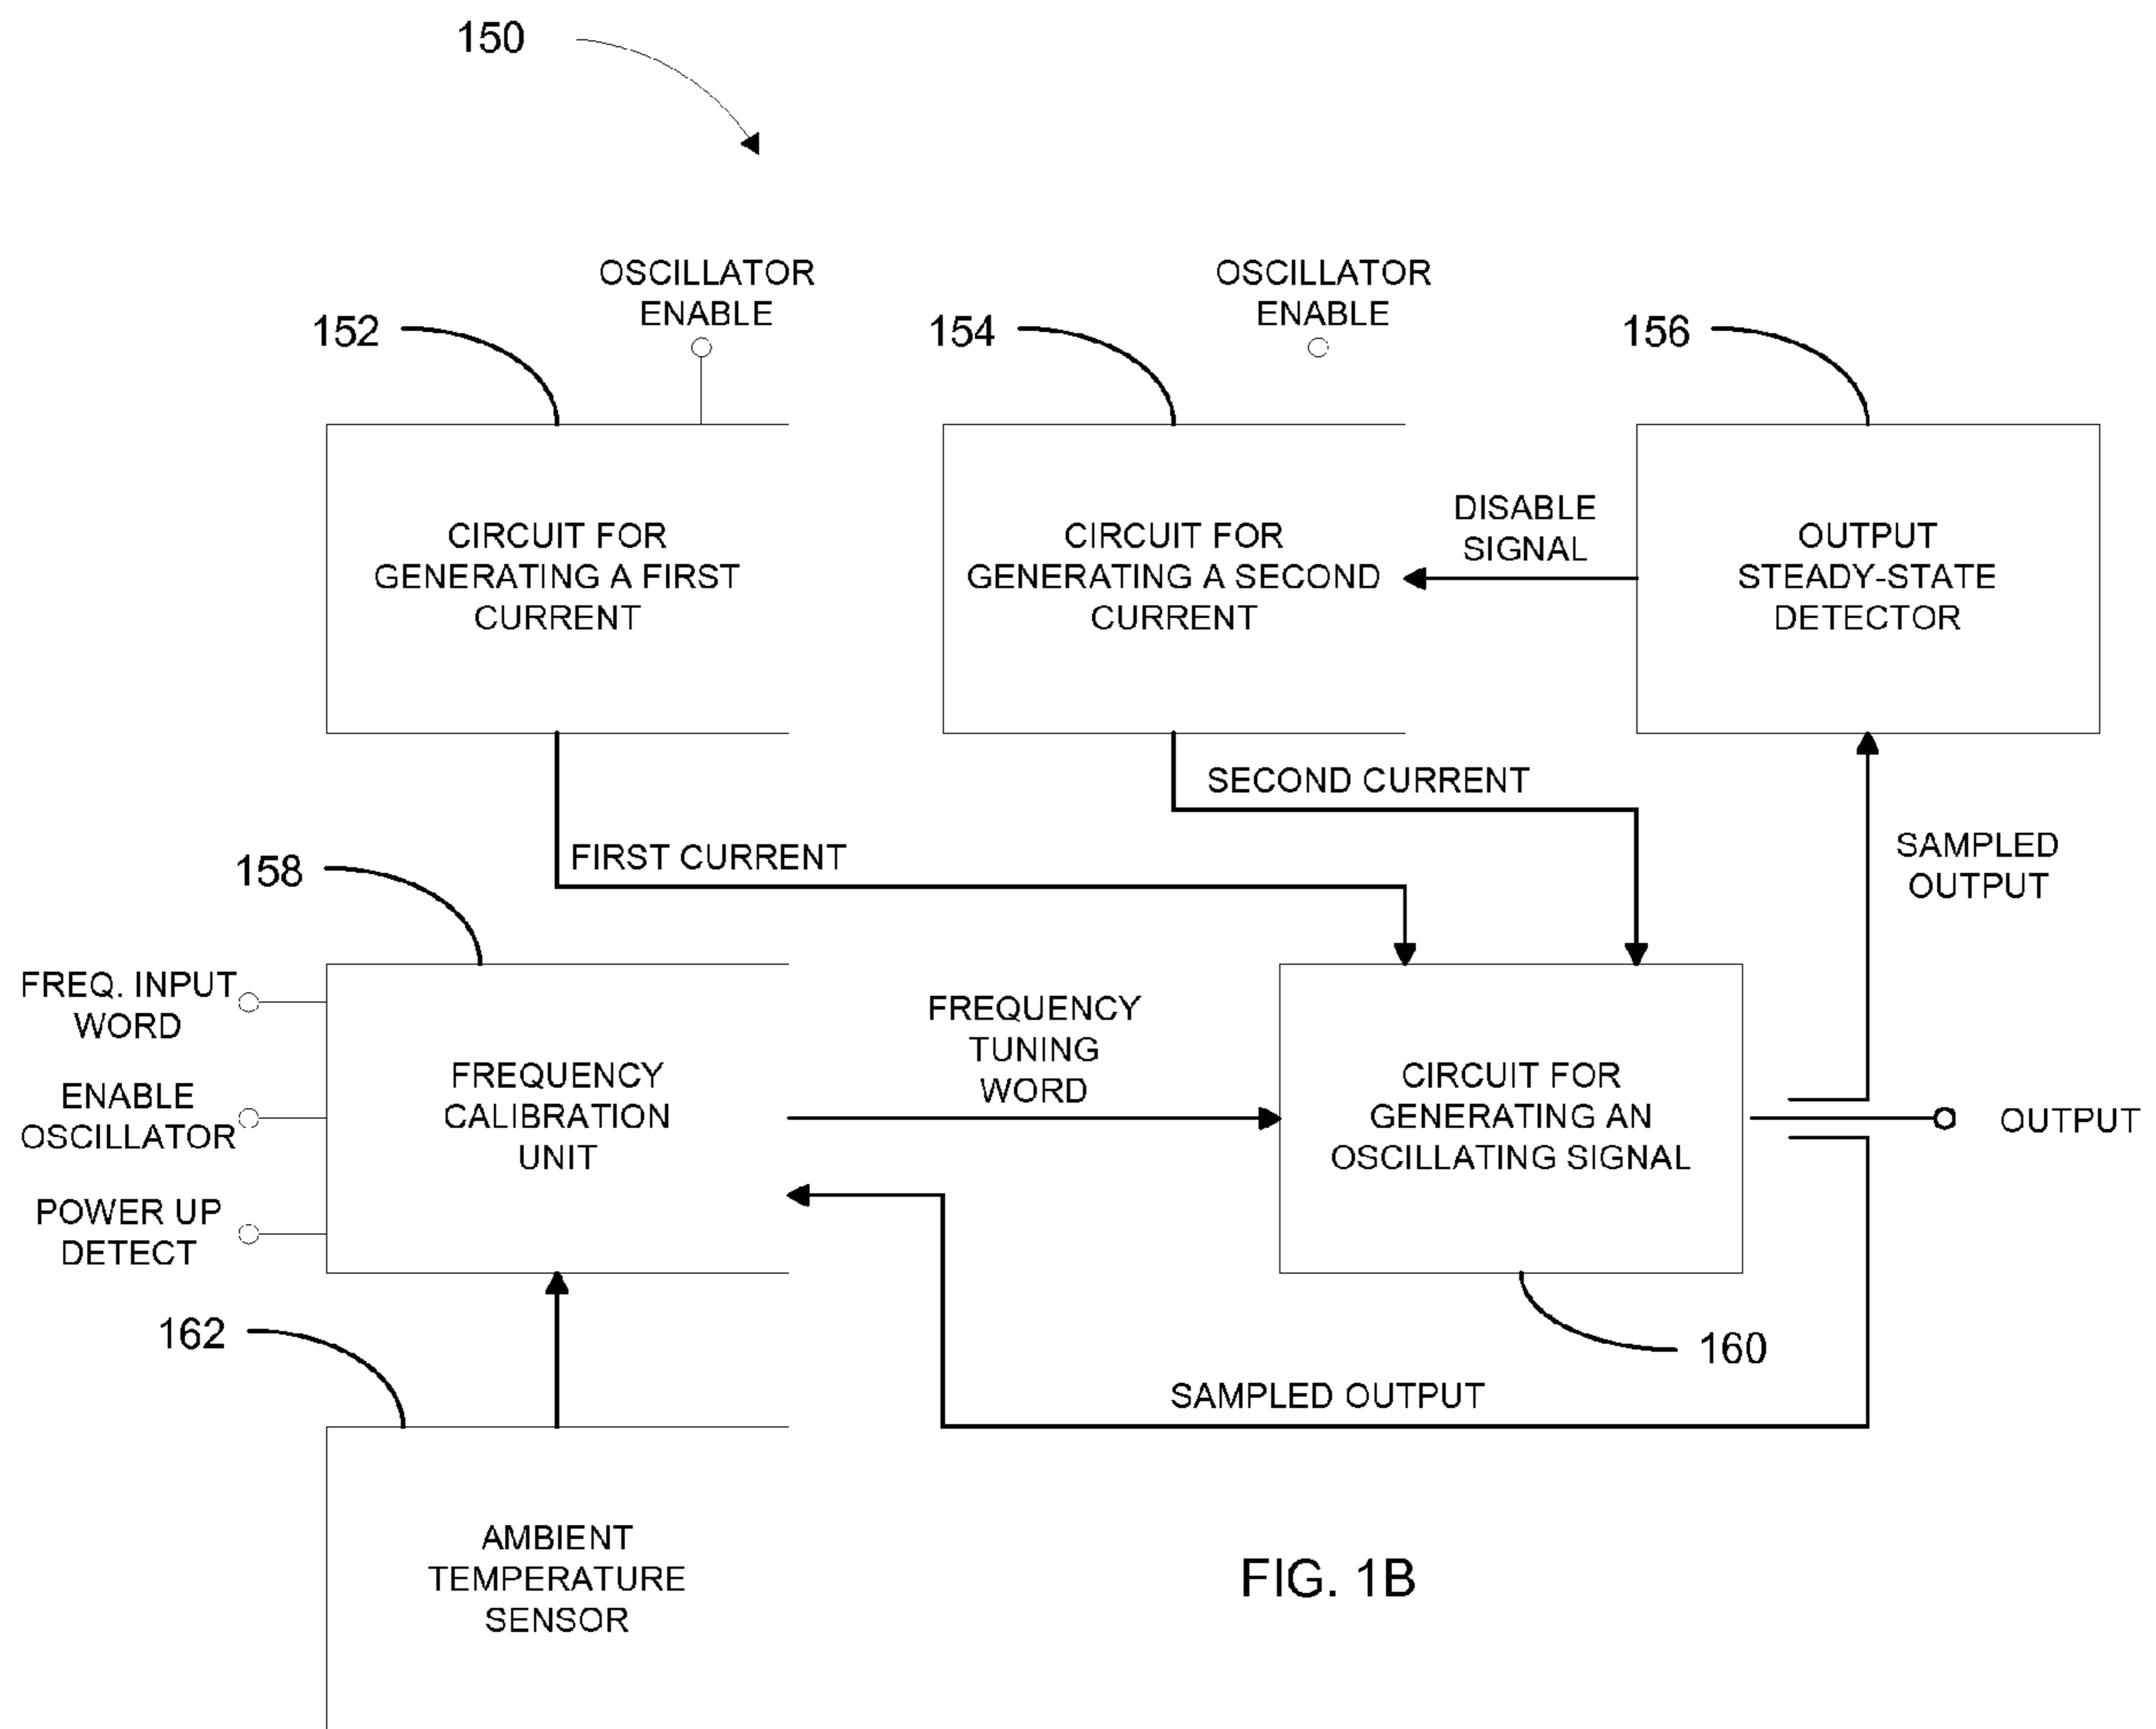 150
OSCILLATOR
ENABLE
OSCILLATOR
ENABLE
152
154
156
CIRCUIT FOR
GENERATING A FIRST
CURRENT
CIRCUIT FOR
GENERATING A SECOND
CURRENT
DISABLE
SIGNAL
OUTPUT
STEADY-STATE
DETECTOR
SECOND CURRENT
FIRST CURRENT
SAMPLED
OUTPUT
158
FREQ. INPUT
WORD
ENABLE
OSCILLATOR
POWER UP
DETECT
FREQUENCY
CALIBRATION
UNIT
FREQUENCY
TUNING
WORD
CIRCUIT FOR
GENERATING AN
OSCILLATING SIGNAL
OUTPUT
162
160
SAMPLED OUTPUT
AMBIENT
TEMPERATURE
SENSOR
FIG. 1B